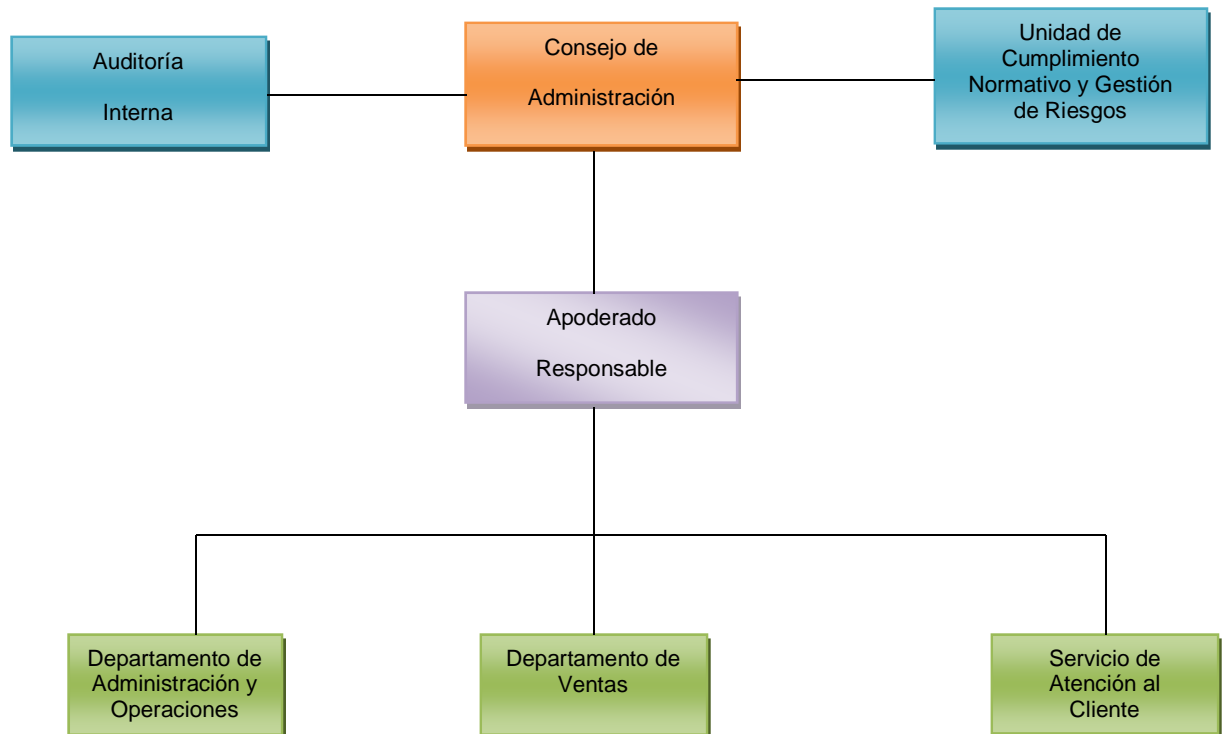 Auditoría
Interna
Consejo de
Administración
Unidad de
Cumplimiento
Normativo y Gestión
de Riesgos
Apoderado
Responsable
Departamento de
Administración y
Operaciones
Departamento de
Ventas
Servicio de
Atención al
Cliente